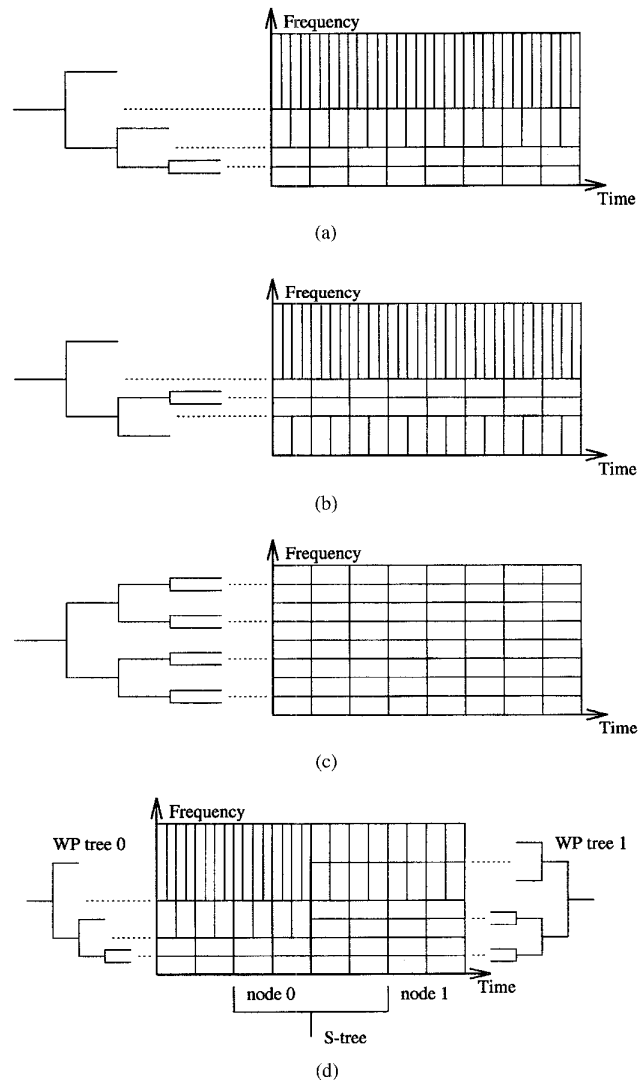 Frequency
Time
(a)
Frequency
Time
(b)
Frequency
Time
(c)
Frequency
WP tree 0
WP tree 1
node 0
node 1
Time
S-tree
(d)